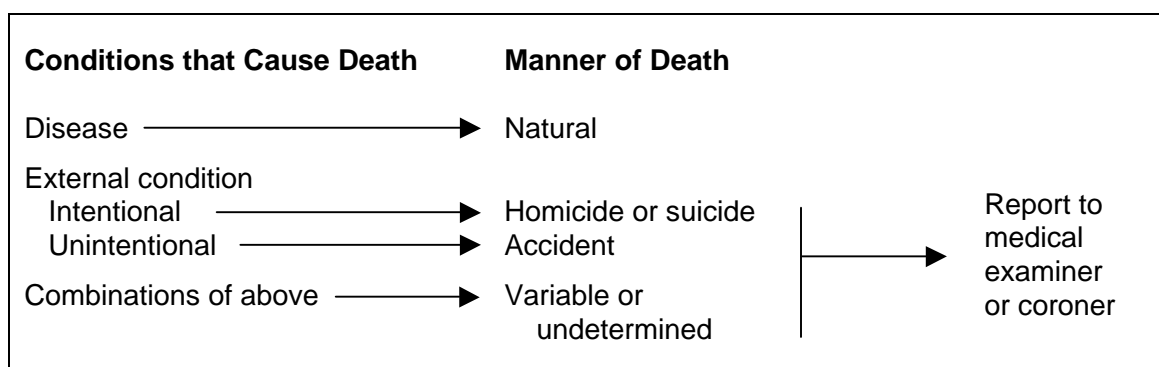 Conditions that Cause Death Manner of Death
Disease Natural
External condition
Intentional Homicide or suicide
Unintentional Accident
Combinations of above Variable or
undetermined
Report to
medical
examiner
or coroner